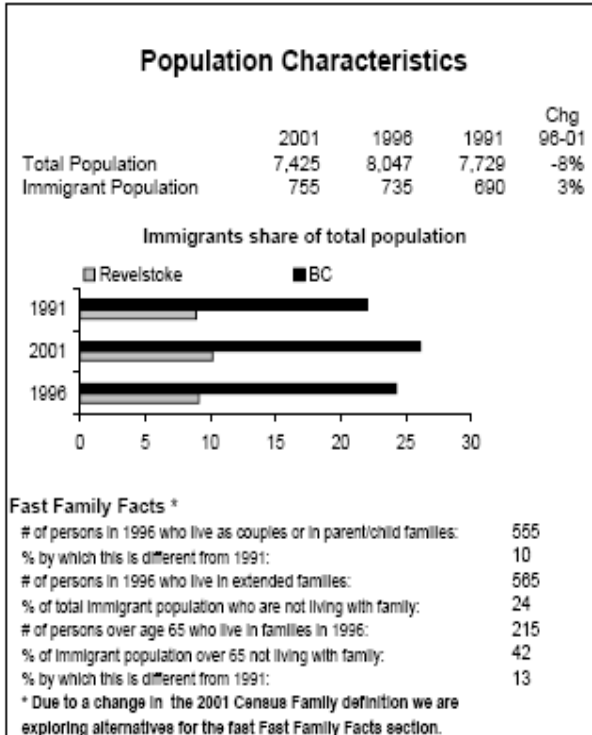 Population Characteristics
Chg
2001 1996 1991 96-01
Total Population 7,425 8,047 7,729 -8%
Immigrant Population 755 735 690 3%
Immigrants share of total population
Revelstoke BC
1991
2001
1996
0 5 10 15 20 25 30
Fast Family Facts *
# of persons in 1996 who live as couples or in parent/child families: 555
% by which this is different from 1991: 10
# of persons in 1996 who live in extended families: 565
% of total immigrant population who are not living with family: 24
# of persons over age 65 who live in families in 1996: 215
% of immigrant population over 65 not living with family: 42
% by which this is different from 1991: 13
* Due to a change in the 2001 Census Family definition we are
exploring alternatives for the fast Fast Family Facts section.